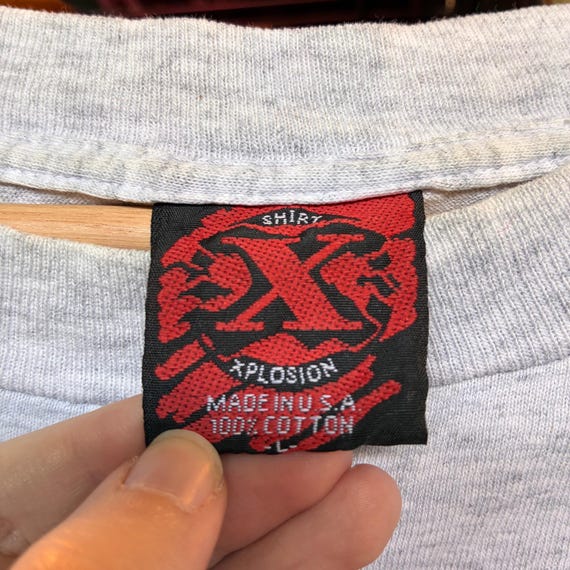 SHIRT
X
XPLOSION
MADE IN U.S.A
100% COTTON
-L-